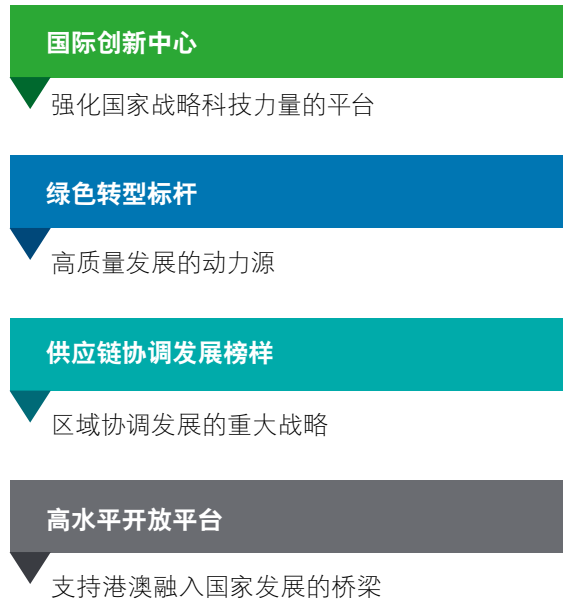 国际创新中心
强化国家战略科技力量的平台
绿色转型标杆
高质量发展的动力源
供应链协调发展榜样
区域协调发展的重大战略
高水平开放平台
支持港澳融入国家发展的桥梁